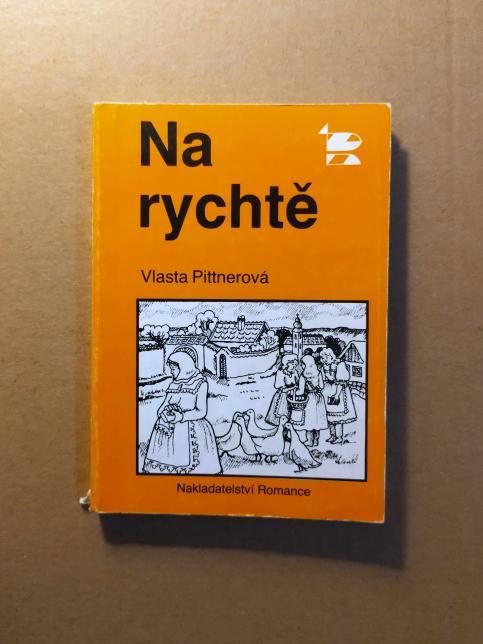 Na
rychtě
Vlasta Pittnerová
Nakladatelství Romance